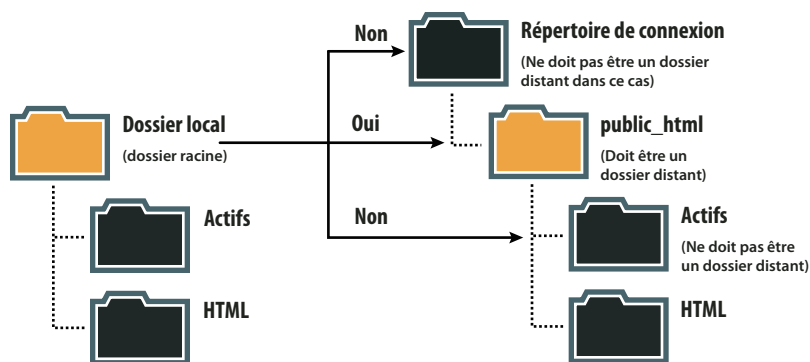 Non
Répertoire de connexion
(Ne doit pas être un dossier
distant dans ce cas)
Dossier local
(dossier racine)
Oui
public_html
(Doit être un
dossier distant)
Actifs
Non
Actifs
(Ne doit pas être
un dossier distant)
HTML
HTML